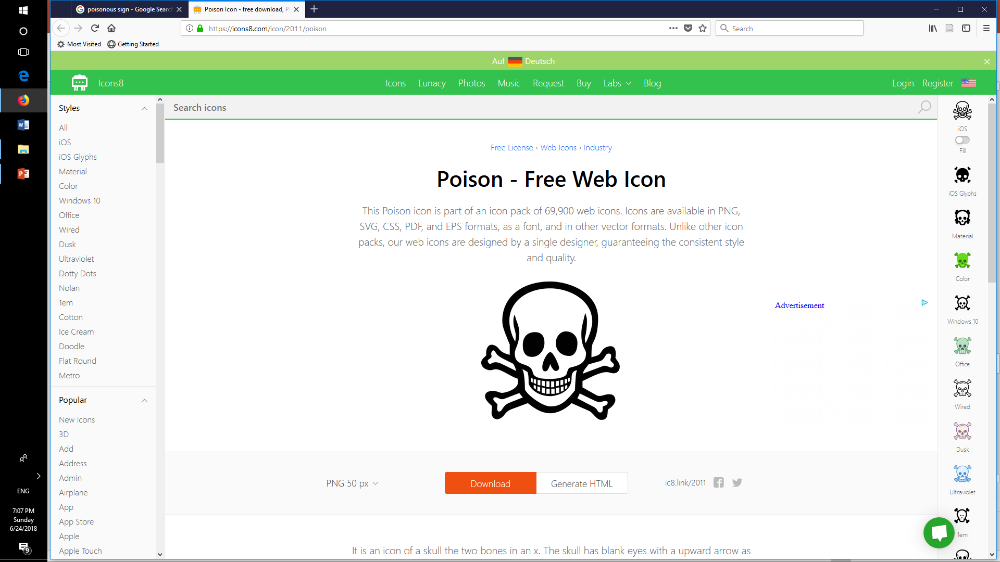 poisonous sign - Google Search
Poison Icon - free download, P
https://icons8.com/icon/2011/poison
Search
Most Visited
Getting Started
Auf Deutsch
Icons8
Icons
Lunacy
Photos
Music
Request
Buy
Labs
Blog
Login
Register
Styles
All
iOS
iOS Glyphs
Material
Color
Windows 10
Office
Wired
Dusk
Ultraviolet
Dotty Dots
Nolan
1em
Cotton
Ice Cream
Doodle
Flat Round
Metro
Popular
New Icons
3D
Add
Address
Admin
Airplane
App
App Store
Apple
Apple Touch
Search icons
Free License › Web Icons › Industry
Poison - Free Web Icon
This Poison icon is part of an icon pack of 69,900 web icons. Icons are available in PNG,
SVG, CSS, PDF, and EPS formats, as a font, and in other vector formats. Unlike other icon
packs, our web icons are designed by a single designer, guaranteeing the consistent style
and quality.
Advertisement
PNG 50 px
Download
Generate HTML
ic8.link/2011
It is an icon of a skull the two bones in an x. The skull has blank eyes with a upward arrow as
iOS
Fill
iOS Glyphs
Material
Color
Windows 10
Office
Wired
Dusk
Ultraviolet
1em
ENG
7:07 PM
Sunday
6/24/2018
9